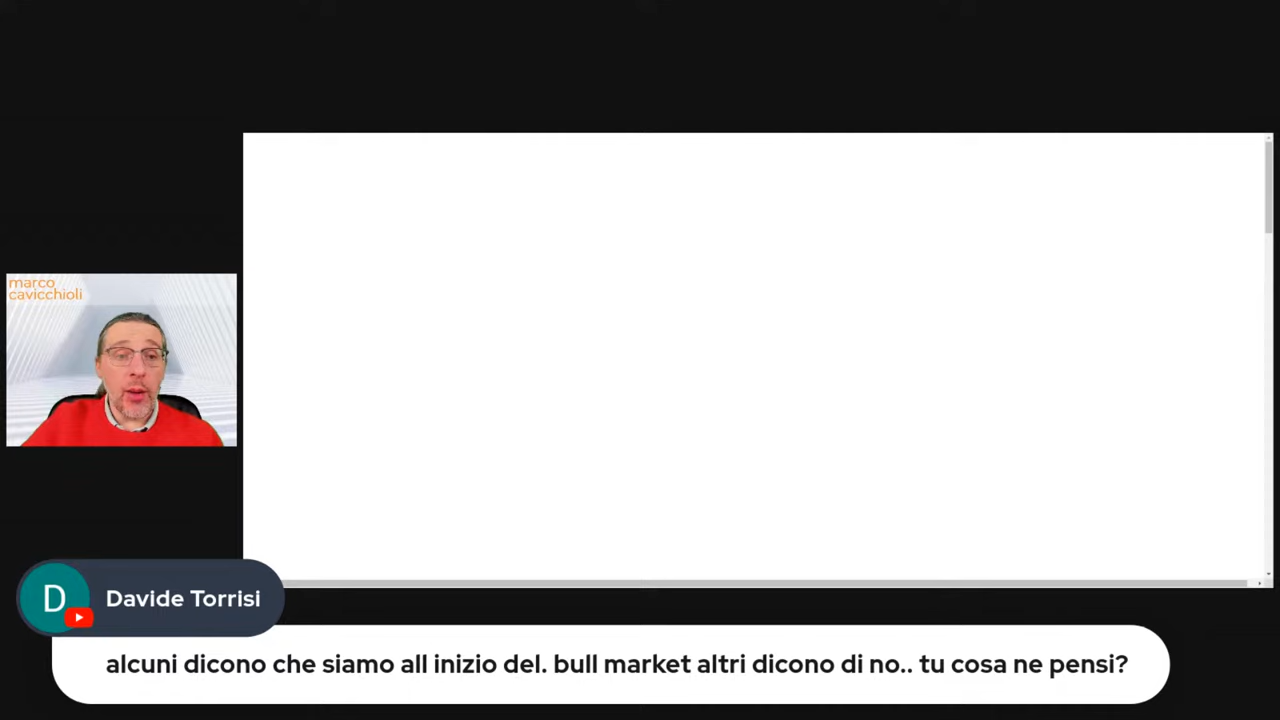 marco
cavicchioli
Davide Torrisi
alcuni dicono che siamo all inizio del. bull market altri dicono di no.. tu cosa ne pensi?